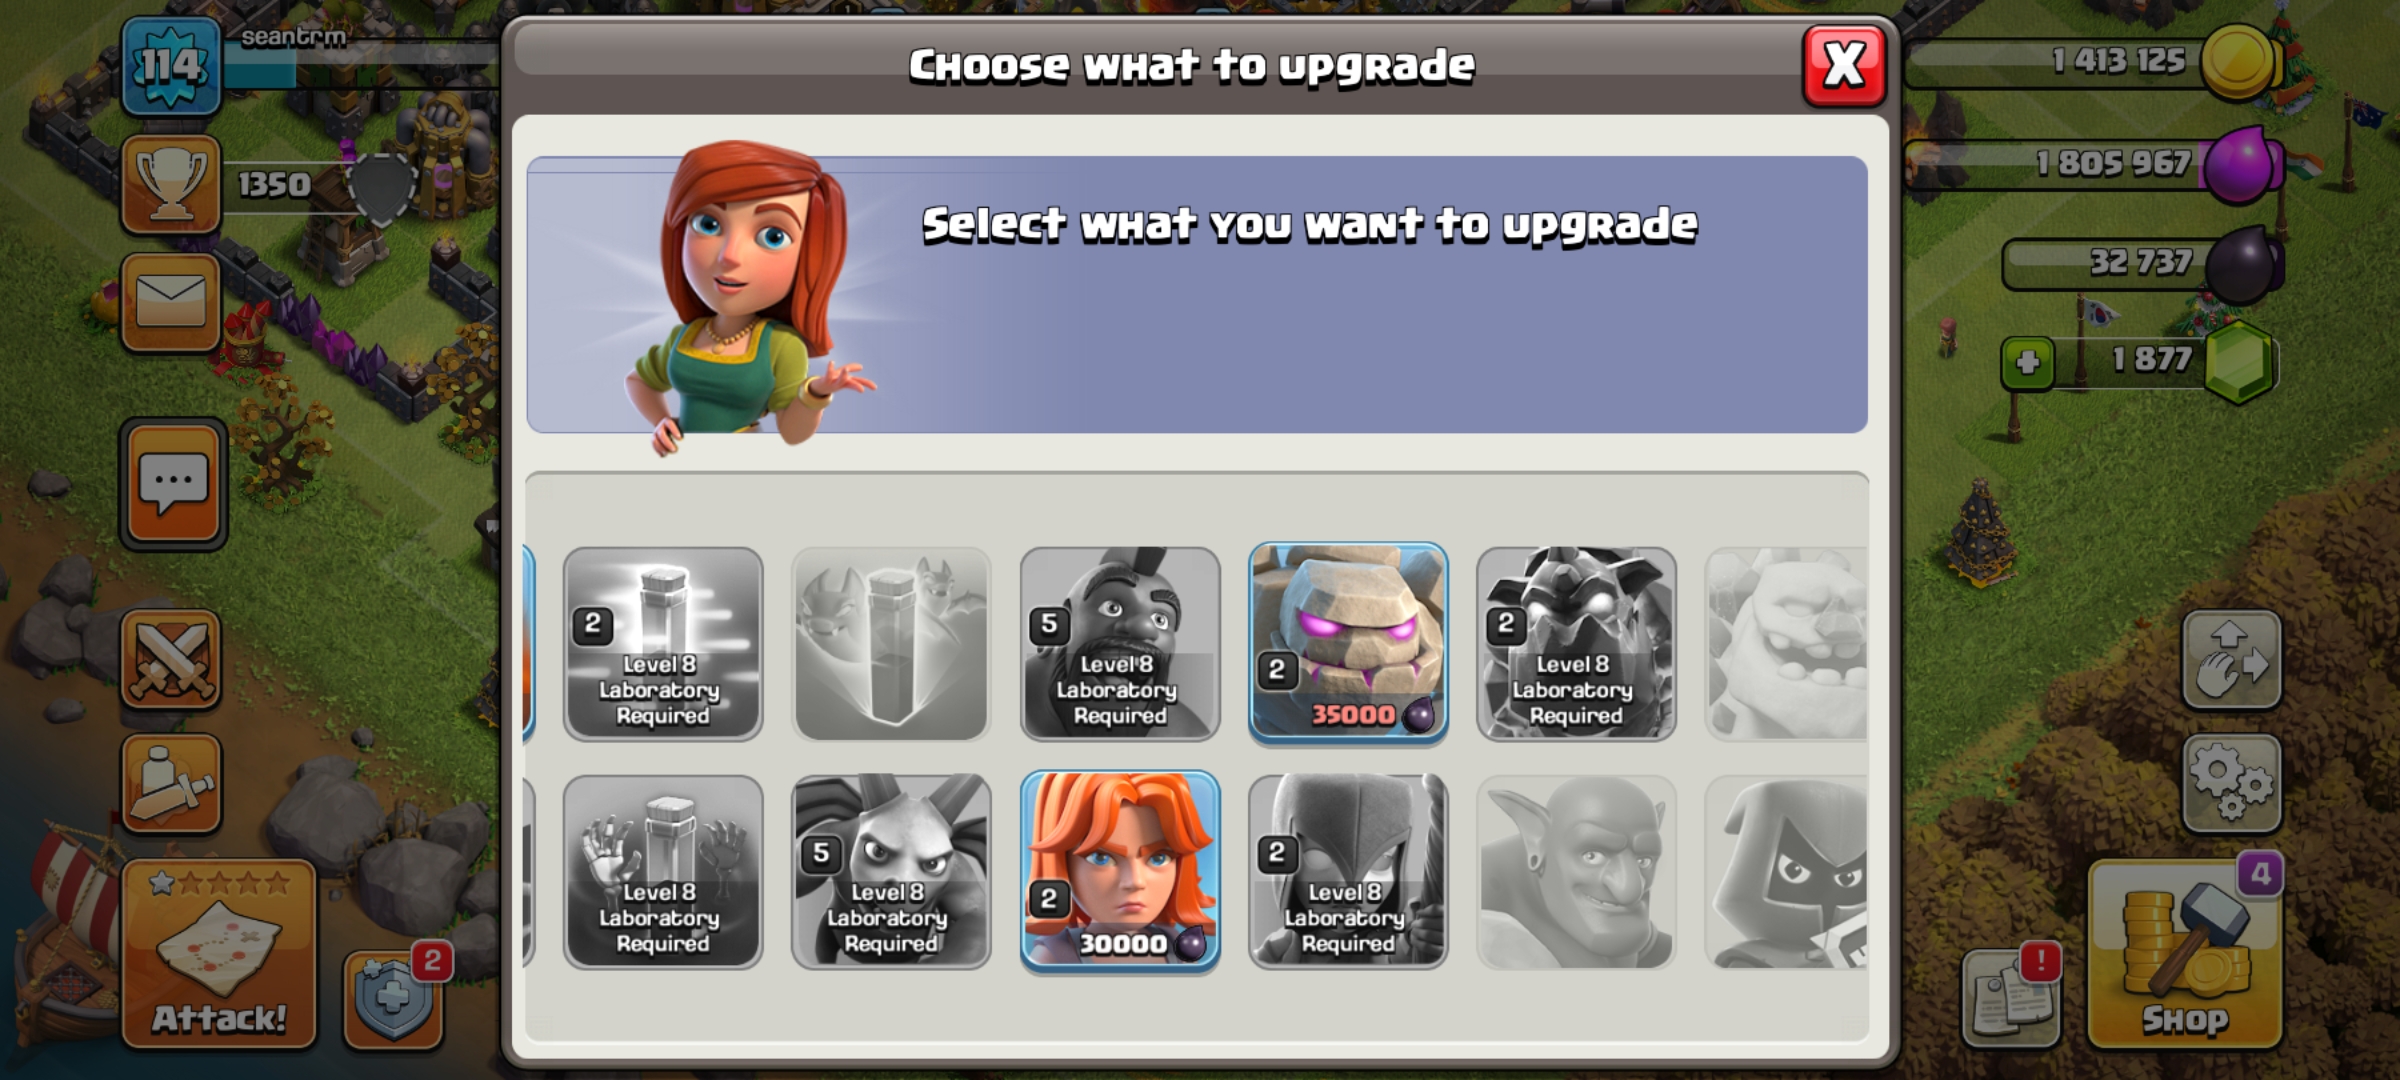 114
seantrm
Choose what to upgrade
X
1 413 125
1350
1 805 967
Select what you want to upgrade
32 737
1 877
2
Level 8
Laboratory
Required
5
Level 8
Laboratory
Required
2
35000
2
Level 8
Laboratory
Required
Level 8
Laboratory
Required
5
Level 8
Laboratory
Required
2
30000
2
Level 8
Laboratory
Required
Attack!
2
!
4
Shop